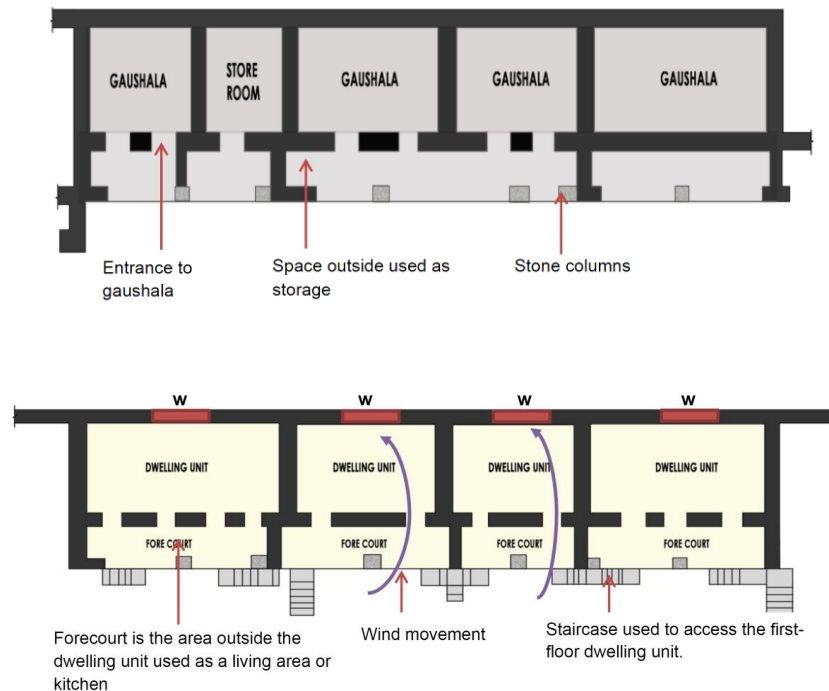 GAUSHALA
STORE
ROOM
GAUSHALA
GAUSHALA
GAUSHALA
Entrance to
gaushala
Space outside used as
storage
Stone columns
W
W
W
W
DWELLING UNIT
DWELLING UNIT
DWELLING UNIT
DWELLING UNIT
FORE COURT
FORE COURT
FORE COURT
FORE COURT
Forecourt is the area outside the
dwelling unit used as a living area or
kitchen
Wind movement
Staircase used to access the first-
floor dwelling unit.